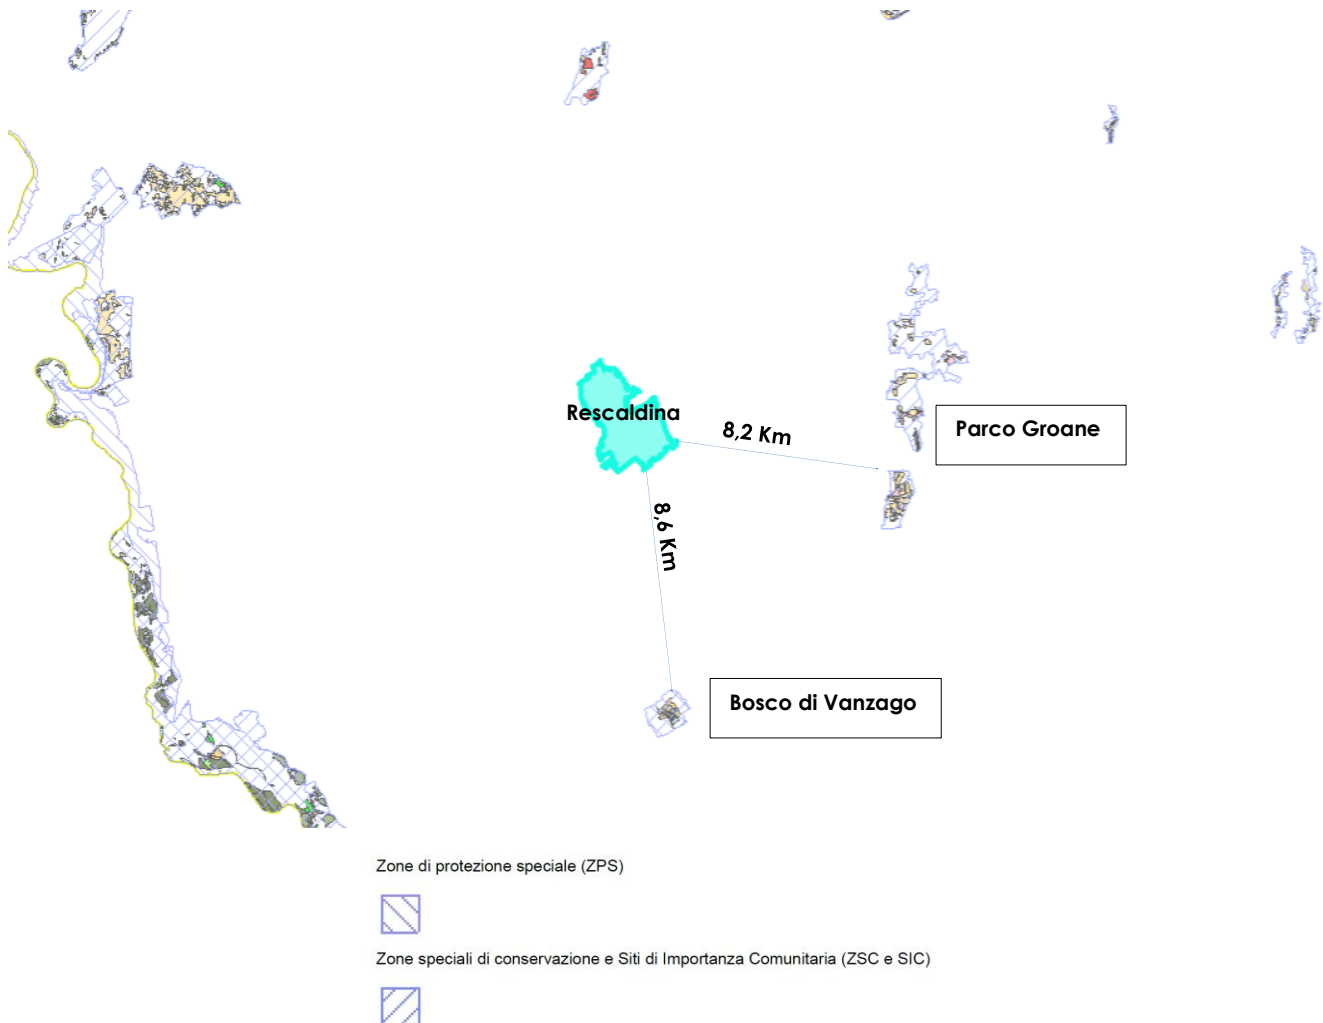 Rescaldina
8,2 Km
Parco Groane
8,6 Km
Bosco di Vanzago
Zone di protezione speciale (ZPS)
Zone speciali di conservazione e Siti di Importanza Comunitaria (ZSC e SIC)